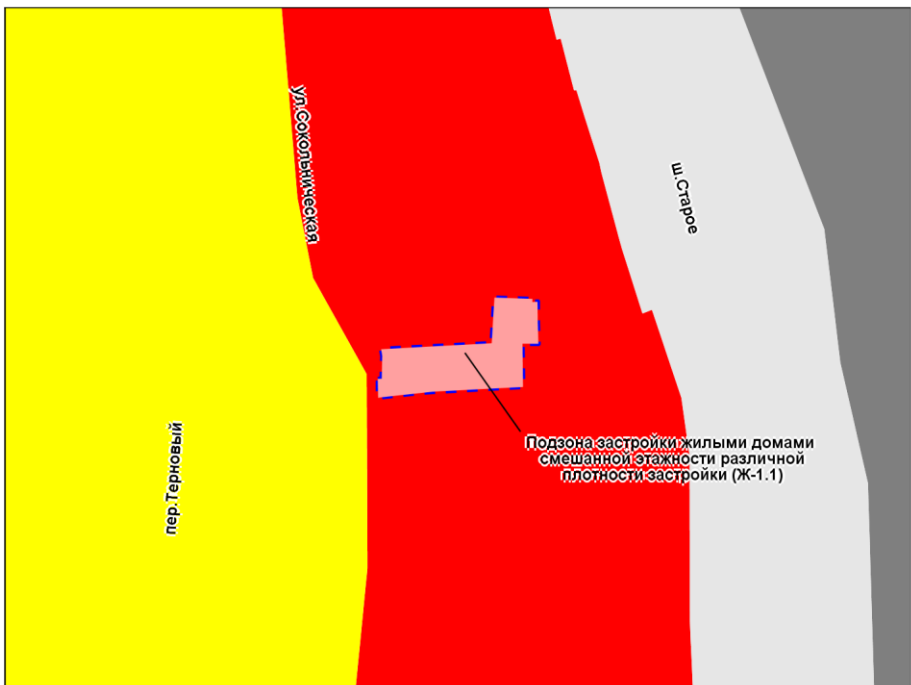 ул.Сокольническая
ш.Старое
пер.Терновый
Подзона застройки жилыми домами
смешанной этажности различной
плотности застройки (Ж-1.1)